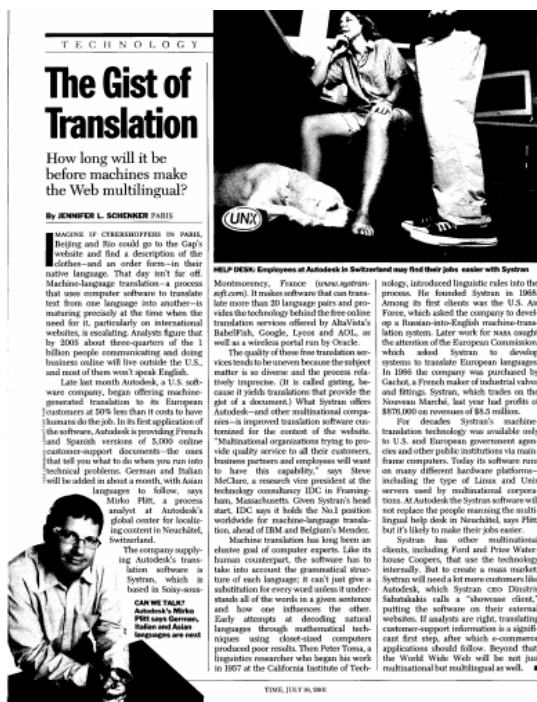 TECHNOLOGY
The Gist of
Translation
How long will it be
before machines make
the Web multilingual?
By JENNIFER L. SCHENKER PARIS
IMAGINE IF CYBERSHOPPERS IN PARIS,
Beijing and Rio could go to the Gap's
website and find a description of the
clothes—and an order form—in their
native language. That day isn't far off.
Machine-language translation—a process
that uses computer software to translate
text from one language into another—is
maturing precisely at the time when the
need for it, particularly on international
websites, is escalating. Analysts figure that
by 2005 about three-quarters of the 1
billion people communicating and doing
business online will live outside the U.S.,
and most of them won't speak English.
Late last month Autodesk, a U.S. soft-
ware company, began offering machine-
generated translation to its European
customers at 50% less than it costs to have
humans do the job. In its first application of
the software, Autodesk is providing French
and Spanish versions of 5,000 online
customer-support documents—the ones
that tell you what to do when you run into
technical problems. German and Italian
will be added in about a month, with Asian
languages to follow, says
Mirko Plitt, a process
analyst at Autodesk's
global center for localiz-
ing content in Neuchâtel,
Switzerland.
The company supply-
ing Autodesk's trans-
lation software is
Systran, which is
based in Soisy-sous-
CAN WE TALK?
Autodesk's Mirko
Plitt says German,
Italian and Asian
languages are next
UNX
HELP DESK: Employees at Autodesk in Switzerland may find their jobs easier with Systran
Montmorency, France (www.systran-
soft.com). It makes software that can trans-
late more than 20 language pairs and pro-
vides the technology behind the free online
translation services offered by AltaVista's
BabelFish, Google, Lycos and AOL, as
well as a wireless portal run by Oracle.
The quality of these free translation ser-
vices tends to be uneven because the subject
matter is so diverse and the process rela-
tively imprecise. (It is called gisting, be-
cause it yields translations that provide the
gist of a document.) What Systran offers
Autodesk—and other multinational compa-
nies—is improved translation software cus-
tomized for the context of the website.
"Multinational organizations trying to pro-
vide quality service to all their customers,
business partners and employees will want
to have this capability," says Steve
McClure, a research vice president at the
technology consultancy IDC in Framing-
ham, Massachusetts. Given Systran's head
start, IDC says it holds the No.1 position
worldwide for machine-language transla-
tion, ahead of IBM and Belgium's Mendez.
Machine translation has long been an
elusive goal of computer experts. Like its
human counterpart, the software has to
take into account the grammatical struc-
ture of each language; it can't just give a
substitution for every word unless it under-
stands all of the words in a given sentence
and how one influences the other.
Early attempts at decoding natural
languages through mathematical tech-
niques using closet-sized computers
produced poor results. Then Peter Toma, a
linguistics researcher who began his work
in 1957 at the California Institute of Tech-
nology, introduced linguistic rules into the
process. He founded Systran in 1968.
Among its first clients was the U.S. Air
Force, which asked the company to devel-
op a Russian-into-English machine-trans-
lation system. Later work for NASA caught
the attention of the European Commission
which asked Systran to develop
systems to translate European languages.
In 1986 the company was purchased by
Gachot, a French maker of industrial valves
and fittings. Systran, which trades on the
Nouveau Marché, last year had profits of
$876,000 on revenues of $8.5 million.
For decades Systran's machine-
translation technology was available only
to U.S. and European government agen-
cies and other public institutions via main-
frame computers. Today its software runs
on many different hardware platforms—
including the type of Linux and Unix
servers used by multinational corpora-
tions. At Autodesk the Systran software will
not replace the people manning the multi-
lingual help desk in Neuchâtel, says Plitt,
but it's likely to make their jobs easier.
Systran has other multinational
clients, including Ford and Price Water-
house Coopers, that use the technology
internally. But to create a mass market
Systran will need a lot more customers like
Autodesk, which Systran CEO Dimitris
Sabatakakis calls a "showcase client,"
putting the software on their external
websites. If analysts are right, translating
customer-support information is a signifi-
cant first step, after which e-commerce
applications should follow. Beyond that
the World Wide Web will be not just
multinational but multilingual as well.
TIME, JULY 16, 2001